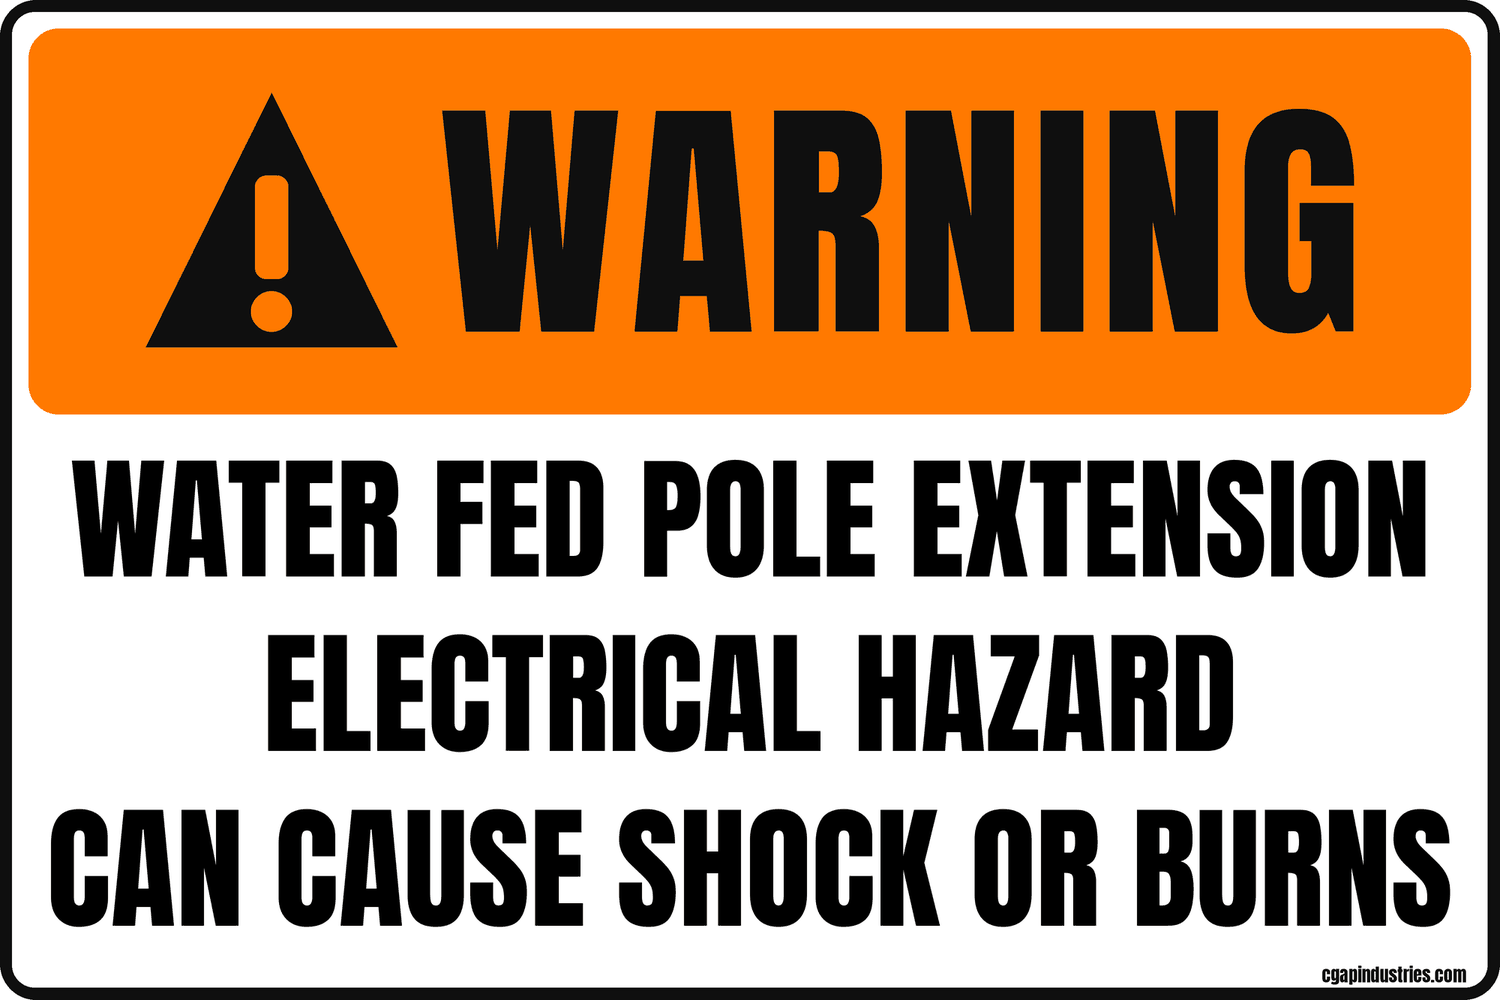 WARNING
WATER FED POLE EXTENSION
ELECTRICAL HAZARD
CAN CAUSE SHOCK OR BURNS
cgapindustries.com